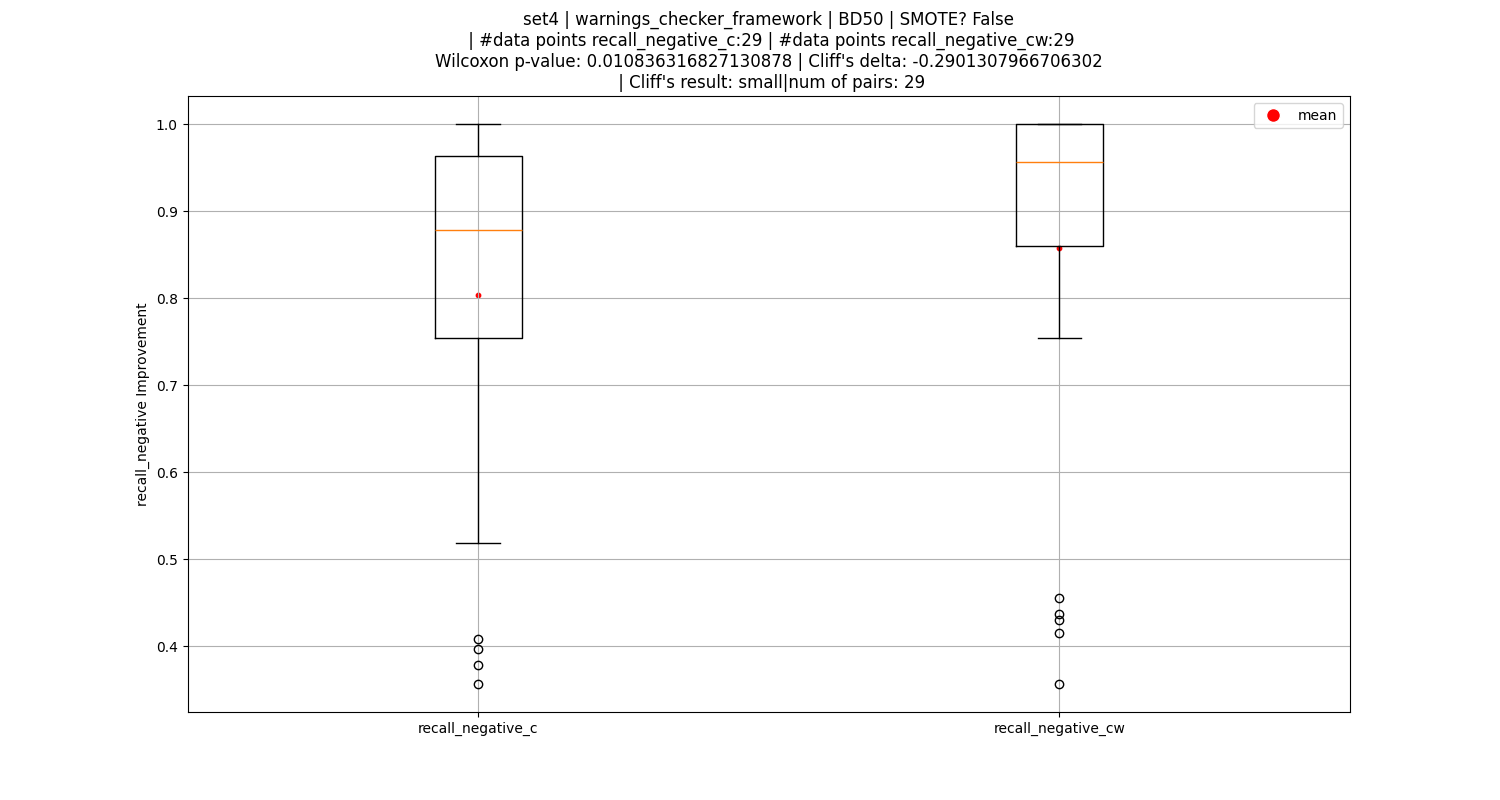 set4 | warnings_checker_framework | BD50 | SMOTE? False
| #data points recall_negative_c:29 | #data points recall_negative_cw:29
Wilcoxon p-value: 0.010836316827130878 | Cliff's delta: -0.2901307966706302
| Cliff's result: small|num of pairs: 29
mean
1.0
0.9
0.8
0.7
0.6
0.5
0.4
recall_negative Improvement
recall_negative_c
recall_negative_cw